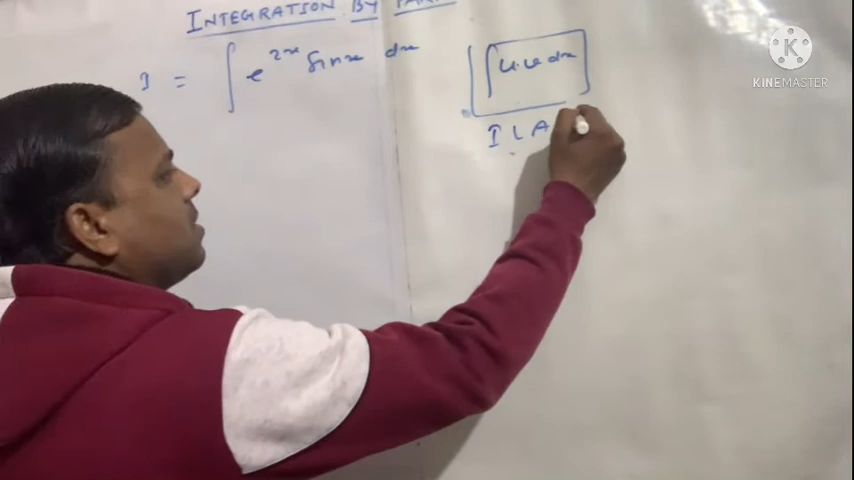 INTEGRATION BY
I = ∫ e^{2x} sinx dx
∫ u.v dx
I L A
K
KINEMASTER